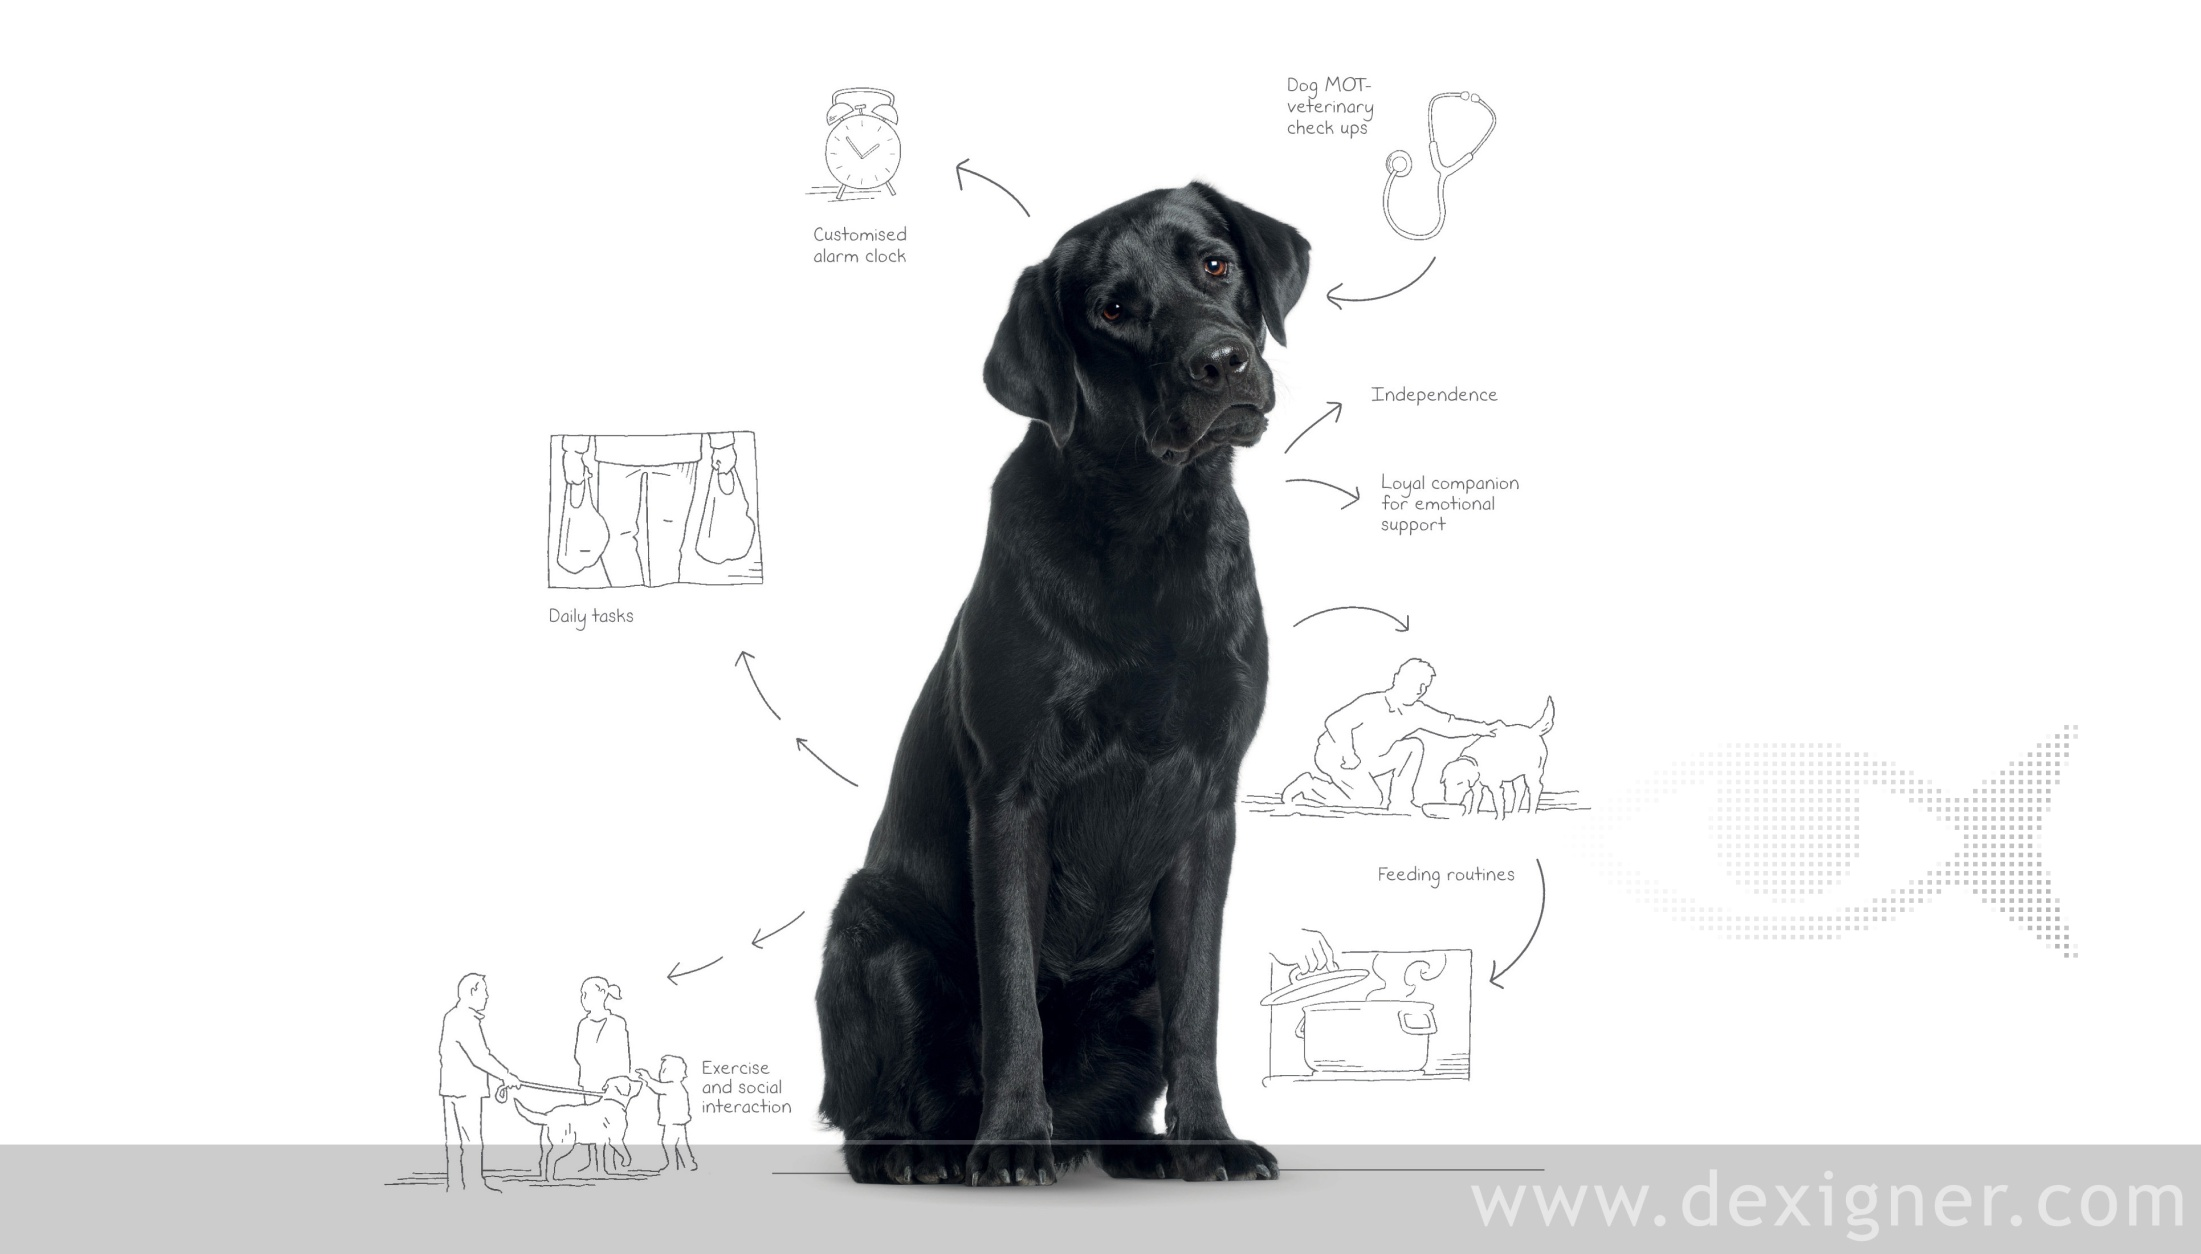 Dog MOT-
veterinary
check ups
Customised
alarm clock
Independence
Loyal companion
for emotional
support
Daily tasks
Feeding routines
Exercise
and social
interaction
www.dexigner.com